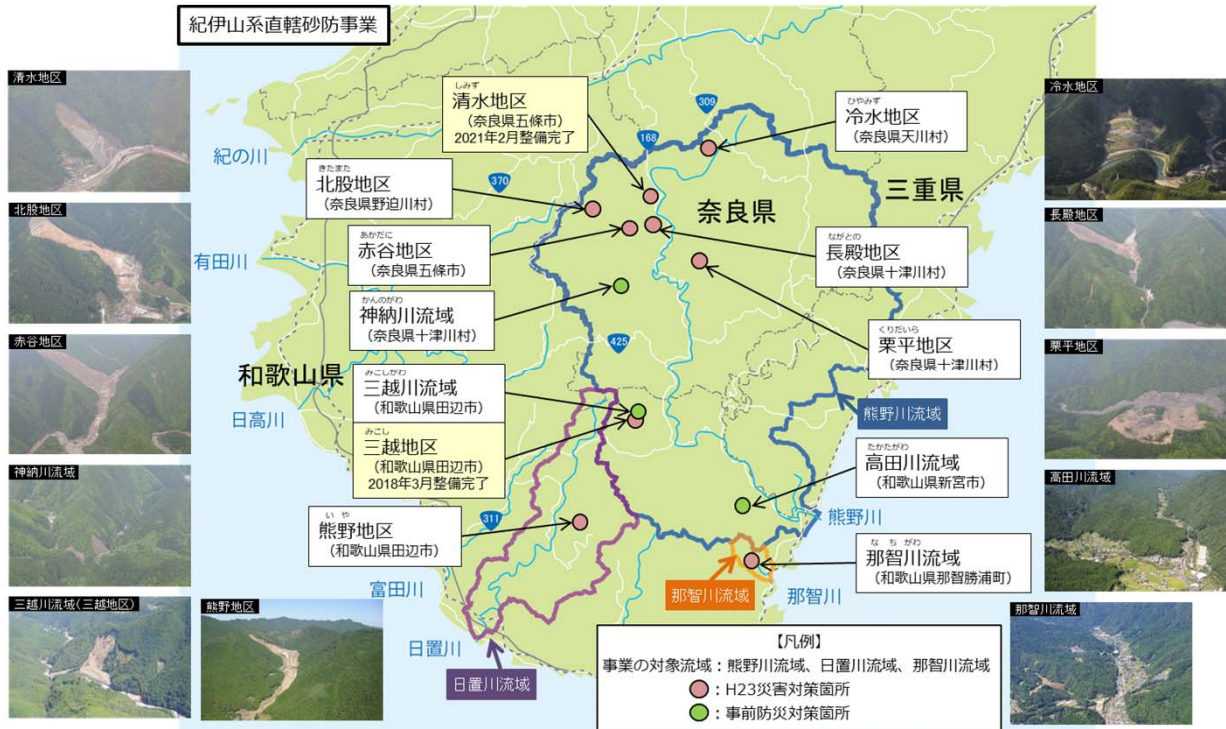 紀伊山系直轄砂防事業
清水地区
北股地区
赤谷地区
神納川流域
三越川流域(三越地区)
熊野地区
しみず
清水地区
(奈良県五條市)
2021年2月整備完了
きたまた
北股地区
(奈良県野迫川村)
あかだに
赤谷地区
(奈良県五條市)
かんのがわ
神納川流域
(奈良県十津川村)
みこしがわ
三越川流域
(和歌山県田辺市)
みこし
三越地区
(和歌山県田辺市)
2018年3月整備完了
いや
熊野地区
(和歌山県田辺市)
ひやみず
冷水地区
(奈良県天川村)
ながとの
長殿地区
(奈良県十津川村)
くりだいら
栗平地区
(奈良県十津川村)
たかたがわ
高田川流域
(和歌山県新宮市)
なちがわ
那智川流域
(和歌山県那智勝浦町)
紀の川
有田川
日高川
富田川
日置川
熊野川
那智川
和歌山県
奈良県
三重県
309
168
370
425
311
熊野川流域
那智川流域
日置川流域
【凡例】
事業の対象流域:熊野川流域、日置川流域、那智川流域
:H23災害対策箇所
:事前防災対策箇所
冷水地区
長殿地区
栗平地区
高田川流域
那智川流域